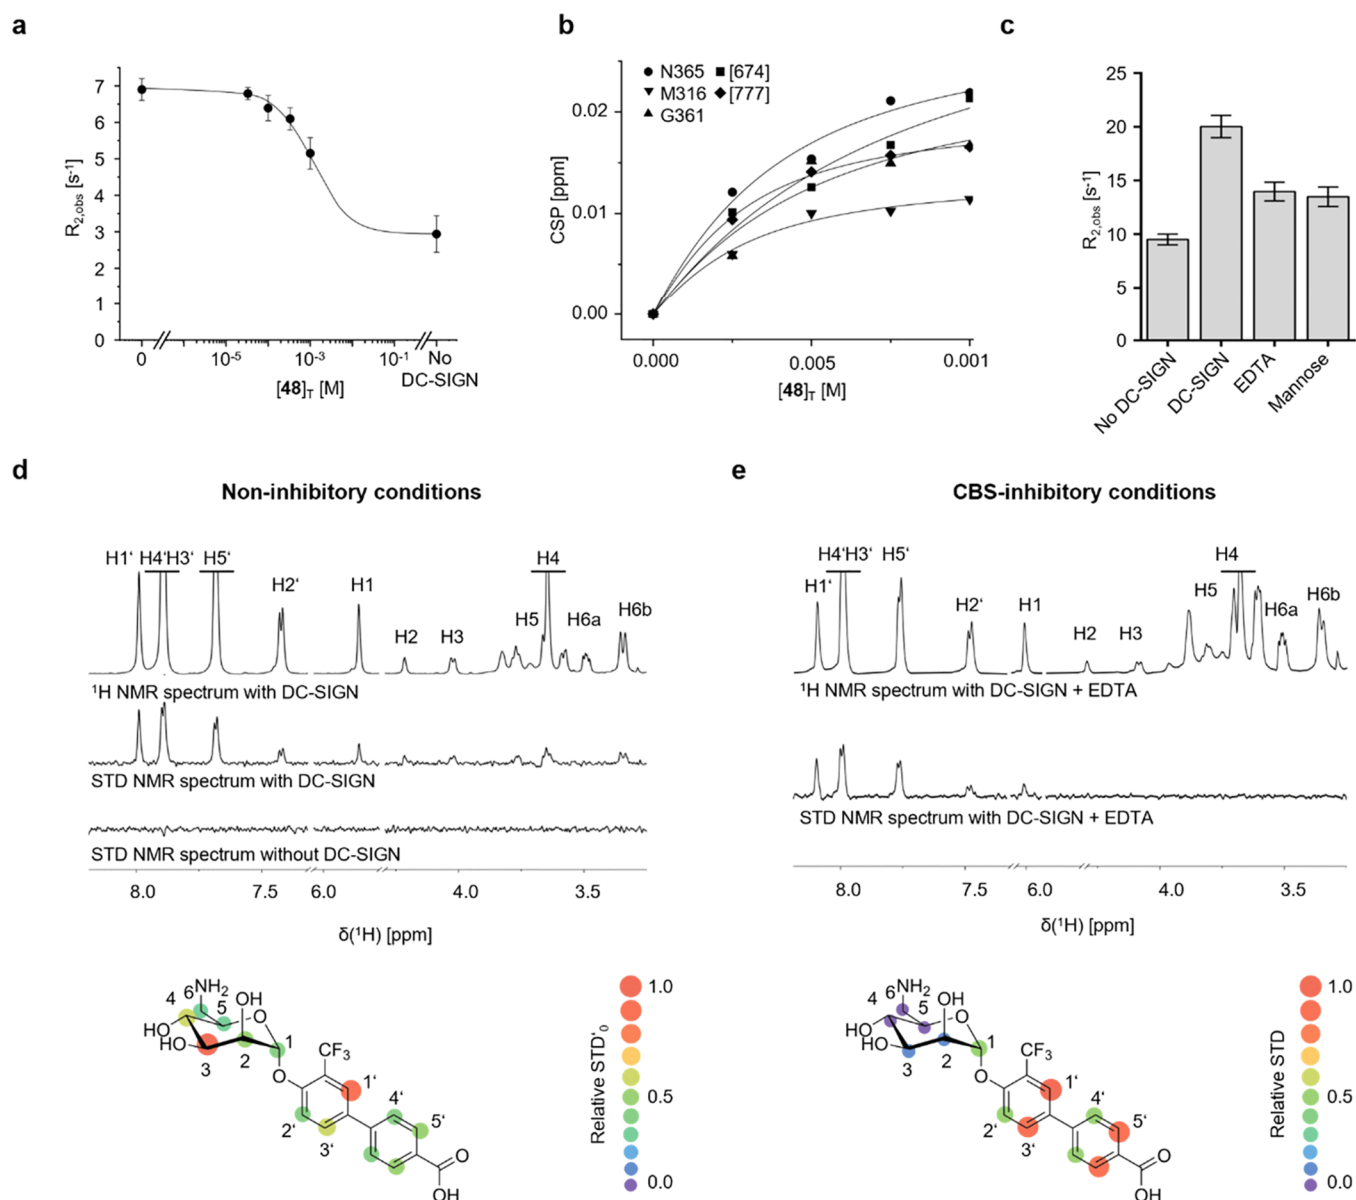 a
7
6
5
4
3
2
1
0
R2,obs [s-1]
0
10-5
10-3
10-1
No
DC-SIGN
[48]T [M]
b
N365
[674]
M316
[777]
G361
0.02
0.01
0.00
CSP [ppm]
0.000
0.005
0.001
[48]T [M]
c
25
20
15
10
5
0
R2,obs [s-1]
No DC-SIGN
DC-SIGN
EDTA
Mannose
d
Non-inhibitory conditions
H1‘ H4‘H3‘ H5‘ H2‘ H1 H2 H3 H5 H4 H6a H6b
1H NMR spectrum with DC-SIGN
STD NMR spectrum with DC-SIGN
STD NMR spectrum without DC-SIGN
8.0 7.5 6.0 4.0 3.5
δ(1H) [ppm]
4 6 NH2
5 OH
O
HO
HO
3 2 1
O
CF3
1‘
2‘
3‘
4‘
5‘
O
OH
Relative STD‘0
1.0
0.5
0.0
e
CBS-inhibitory conditions
H1‘ H4‘H3‘ H5‘ H2‘ H1 H2 H3 H5 H4 H6a H6b
1H NMR spectrum with DC-SIGN + EDTA
STD NMR spectrum with DC-SIGN + EDTA
8.0 7.5 6.0 4.0 3.5
δ(1H) [ppm]
4 6 NH2
5 OH
O
HO
HO
3 2 1
O
CF3
1‘
2‘
3‘
4‘
5‘
O
OH
Relative STD
1.0
0.5
0.0